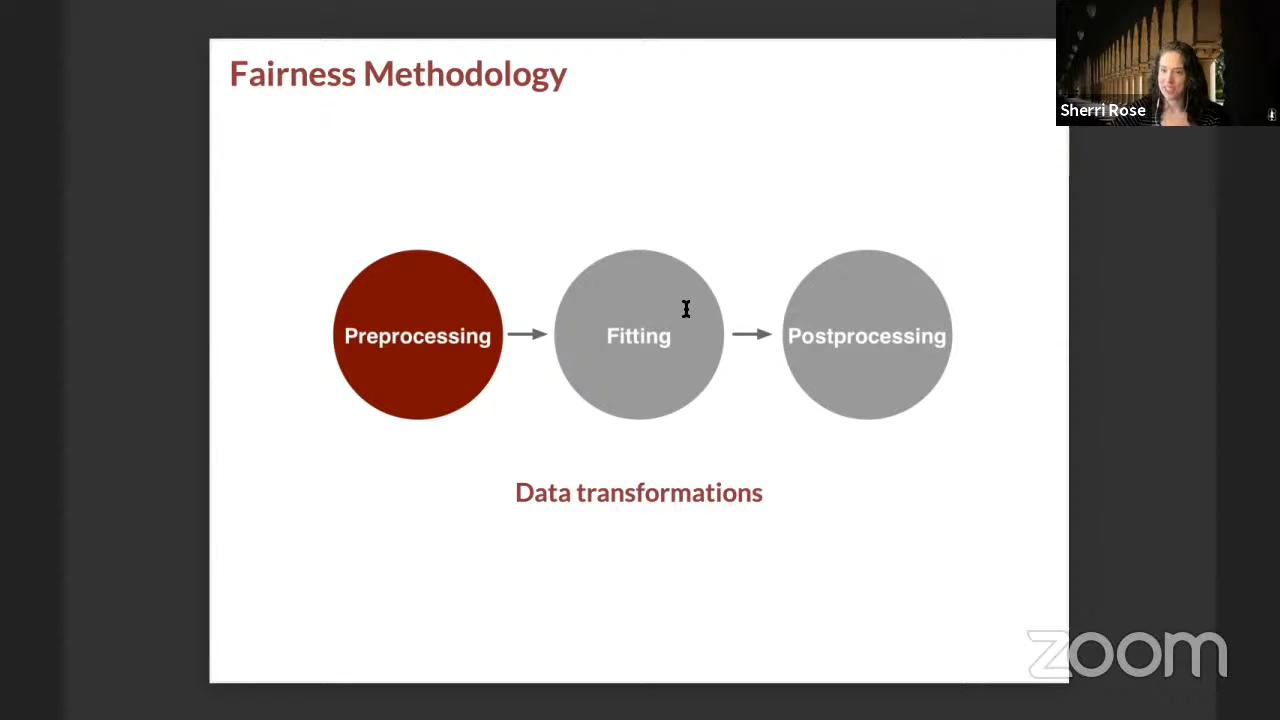 Fairness Methodology
Sherri Rose
Preprocessing
Fitting
Postprocessing
Data transformations
zoom